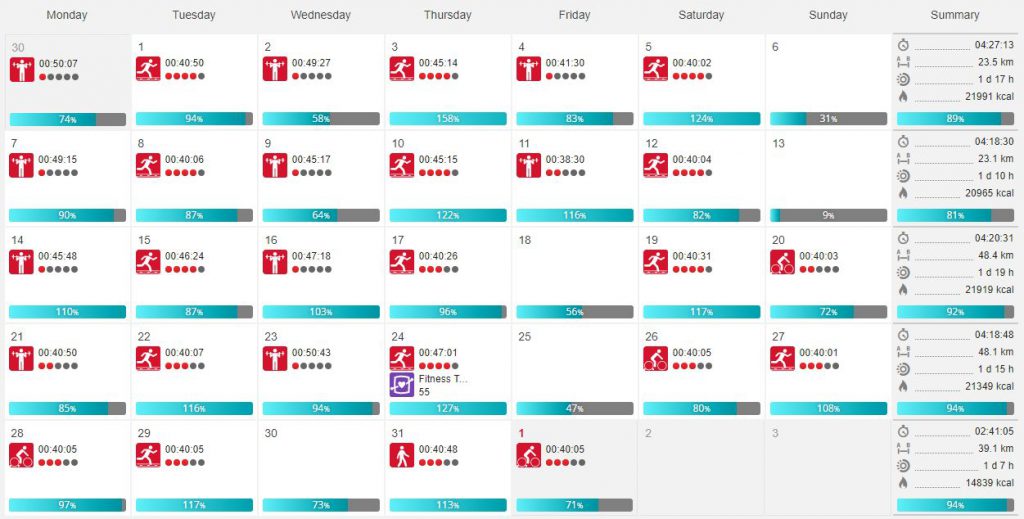 Monday Tuesday Wednesday Thursday Friday Saturday Sunday Summary
30 1 2 3 4 5 6
00:50:07 00:40:50 00:49:27 00:45:14 00:41:30 00:40:02
04:27:13
A B 23.5 km
1 d 17 h
21991 kcal
74% 94% 58% 158% 83% 124% 31% 89%
7 8 9 10 11 12 13
00:49:15 00:40:06 00:45:17 00:45:15 00:38:30 00:40:04
04:18:30
A B 23.1 km
1 d 10 h
20965 kcal
90% 87% 64% 122% 116% 82% 9% 81%
14 15 16 17 18 19 20
00:45:48 00:46:24 00:47:18 00:40:26 00:40:31 00:40:03
04:20:31
A B 48.4 km
1 d 19 h
21919 kcal
110% 87% 103% 96% 56% 117% 72% 92%
21 22 23 24 25 26 27
00:40:50 00:40:07 00:50:43 00:47:01 00:40:05 00:40:01
Fitness T...
55
04:18:48
A B 48.1 km
1 d 15 h
21349 kcal
85% 116% 94% 127% 47% 80% 108% 94%
28 29 30 31 1 2 3
00:40:05 00:40:05 00:40:48 00:40:05
02:41:05
A B 39.1 km
1 d 7 h
14839 kcal
97% 117% 73% 113% 71% 94%